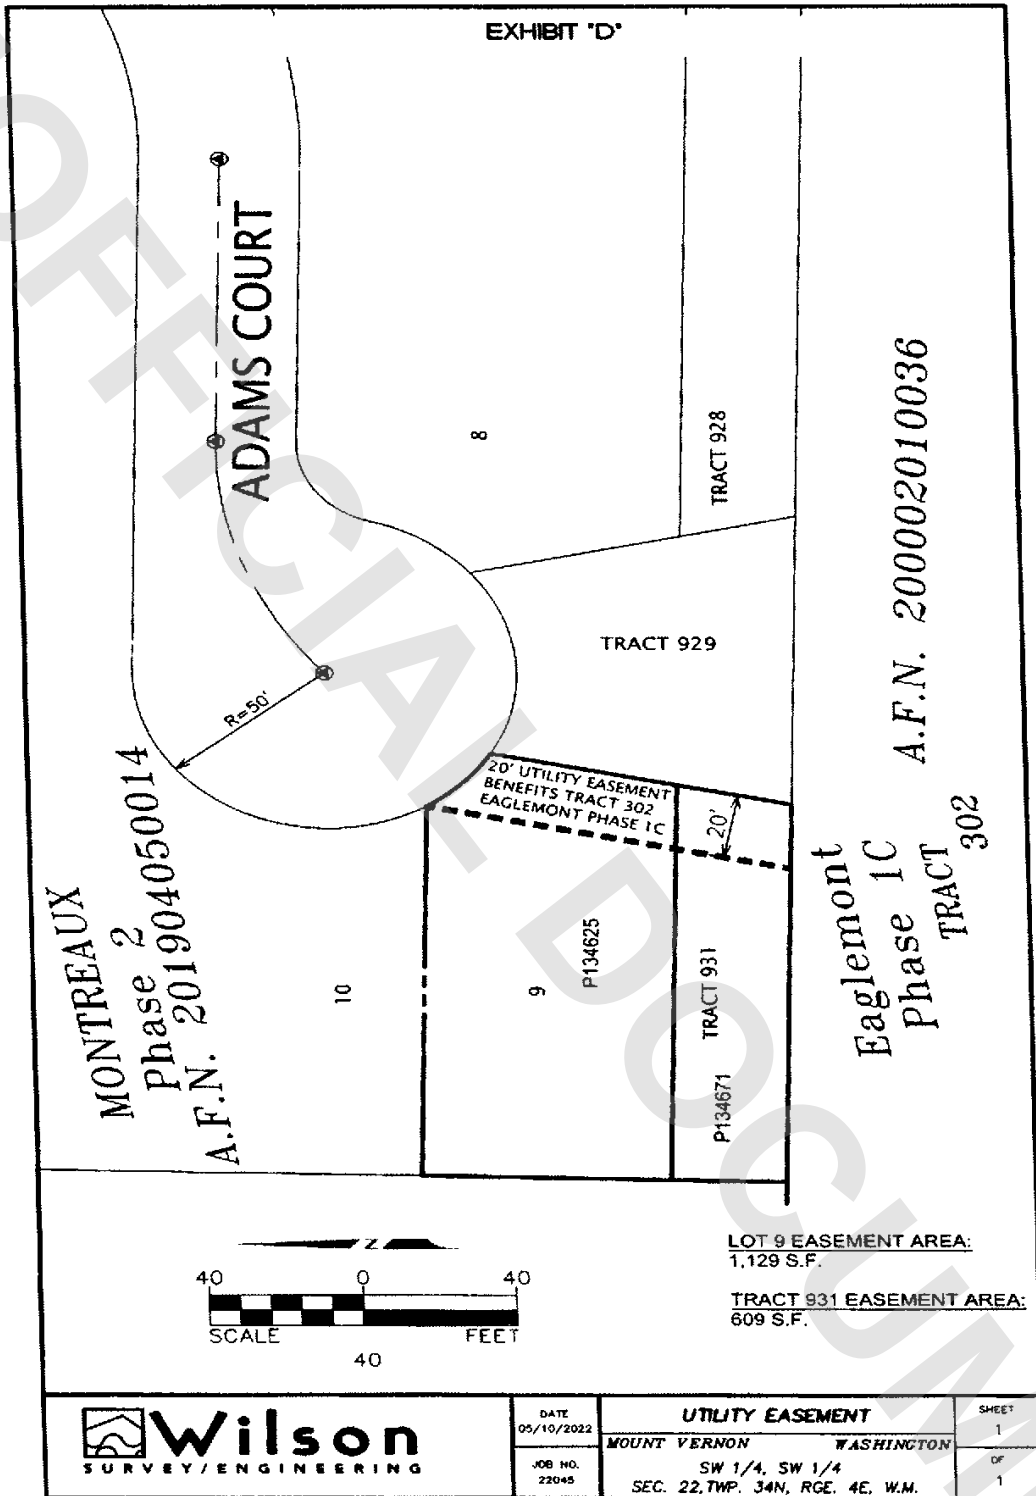 EXHIBIT "D"
ADAMS COURT
8
TRACT 928
A.F.N. 200002010036
TRACT 929
R=50'
20' UTILITY EASEMENT
BENEFITS TRACT 302
EAGLEMONT PHASE 1C
20'
MONTREAUX
Phase 2
A.F.N. 201904050014
10
9
P134625
TRACT 931
P134671
Eaglemont
Phase 1C
TRACT
302
LOT 9 EASEMENT AREA:
1,129 S.F.
TRACT 931 EASEMENT AREA:
609 S.F.
Z
40 0 40
SCALE FEET
40
Wilson
SURVEY/ENGINEERING
DATE
05/10/2022
JOB NO.
22045
UTILITY EASEMENT
MOUNT VERNON WASHINGTON
SW 1/4, SW 1/4
SEC. 22, TWP. 34N, RGE. 4E, W.M.
SHEET
1
OF
1
OFFICIAL DOCUM